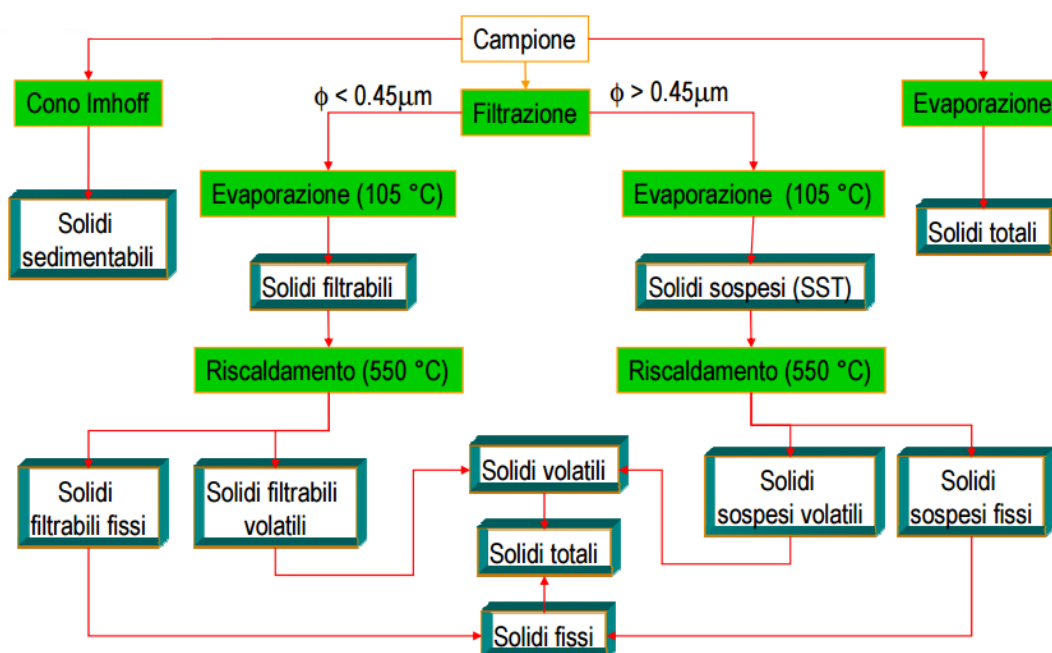 Campione
Cono Imhoff
ϕ < 0.45μm
Filtrazione
ϕ > 0.45μm
Evaporazione
Evaporazione (105 °C)
Evaporazione (105 °C)
Solidi
sedimentabili
Solidi totali
Solidi filtrabili
Solidi sospesi (SST)
Riscaldamento (550 °C)
Riscaldamento (550 °C)
Solidi
filtrabili fissi
Solidi filtrabili
volatili
Solidi volatili
Solidi
sospesi volatili
Solidi
sospesi fissi
Solidi totali
Solidi fissi